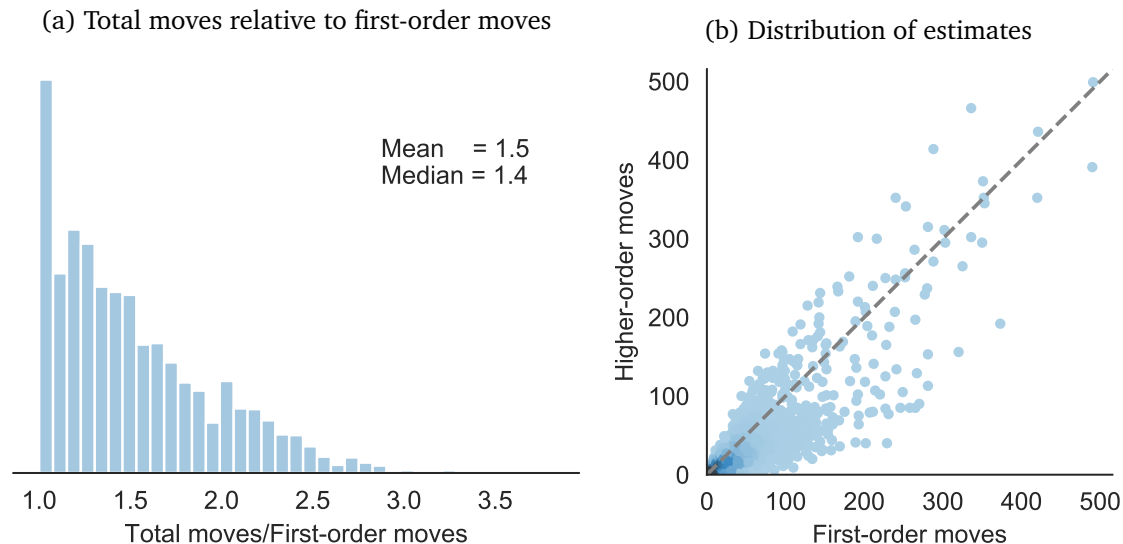 (a) Total moves relative to first-order moves
Mean = 1.5
Median = 1.4
1.0 1.5 2.0 2.5 3.0 3.5
Total moves/First-order moves
(b) Distribution of estimates
500
400
300
200
100
0
Higher-order moves
0 100 200 300 400 500
First-order moves